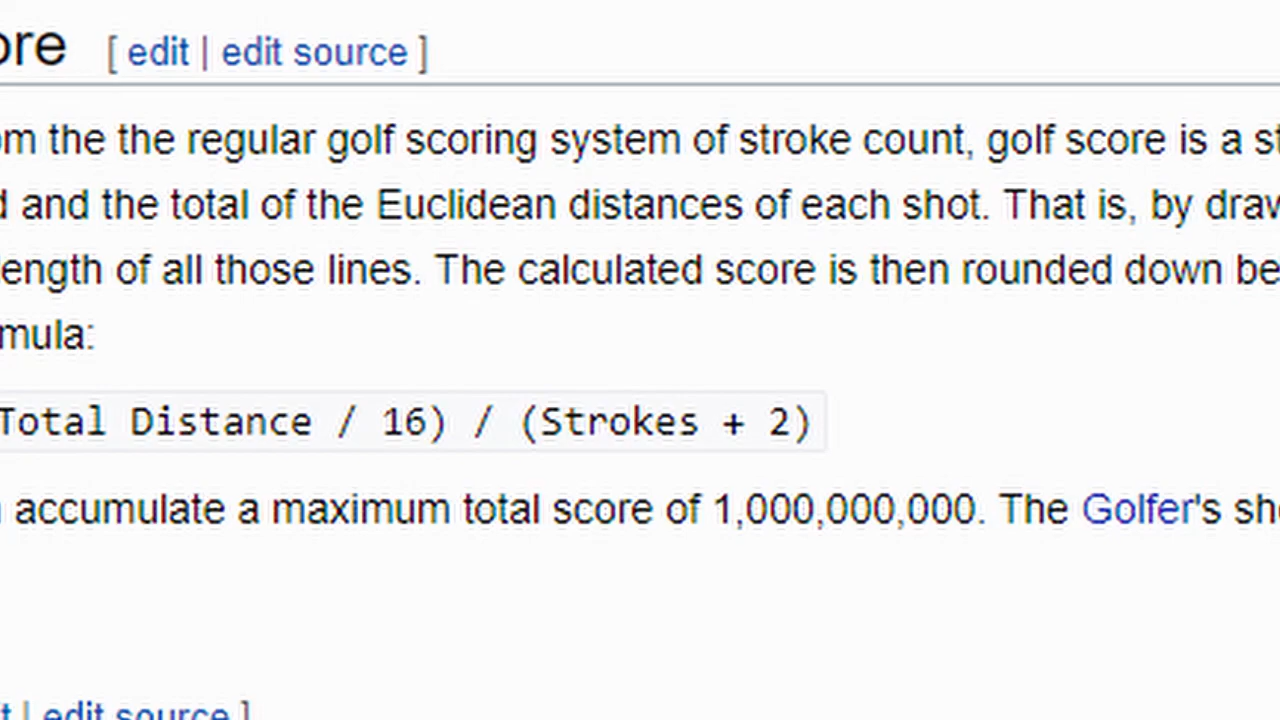 ore [ edit | edit source ]
om the the regular golf scoring system of stroke count, golf score is a st
d and the total of the Euclidean distances of each shot. That is, by draw
ength of all those lines. The calculated score is then rounded down be
mula:
Total Distance / 16) / (Strokes + 2)
accumulate a maximum total score of 1,000,000,000. The Golfer's sh
t | edit source ]